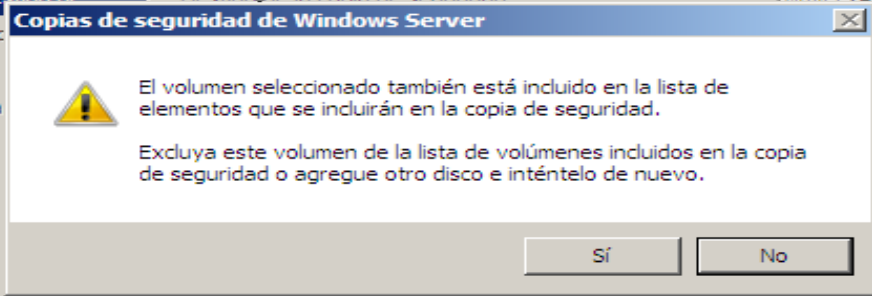 Copias de seguridad de Windows Server
El volumen seleccionado también está incluido en la lista de
elementos que se incluirán en la copia de seguridad.
Excluya este volumen de la lista de volúmenes incluidos en la copia
de seguridad o agregue otro disco e inténtelo de nuevo.
Sí
No